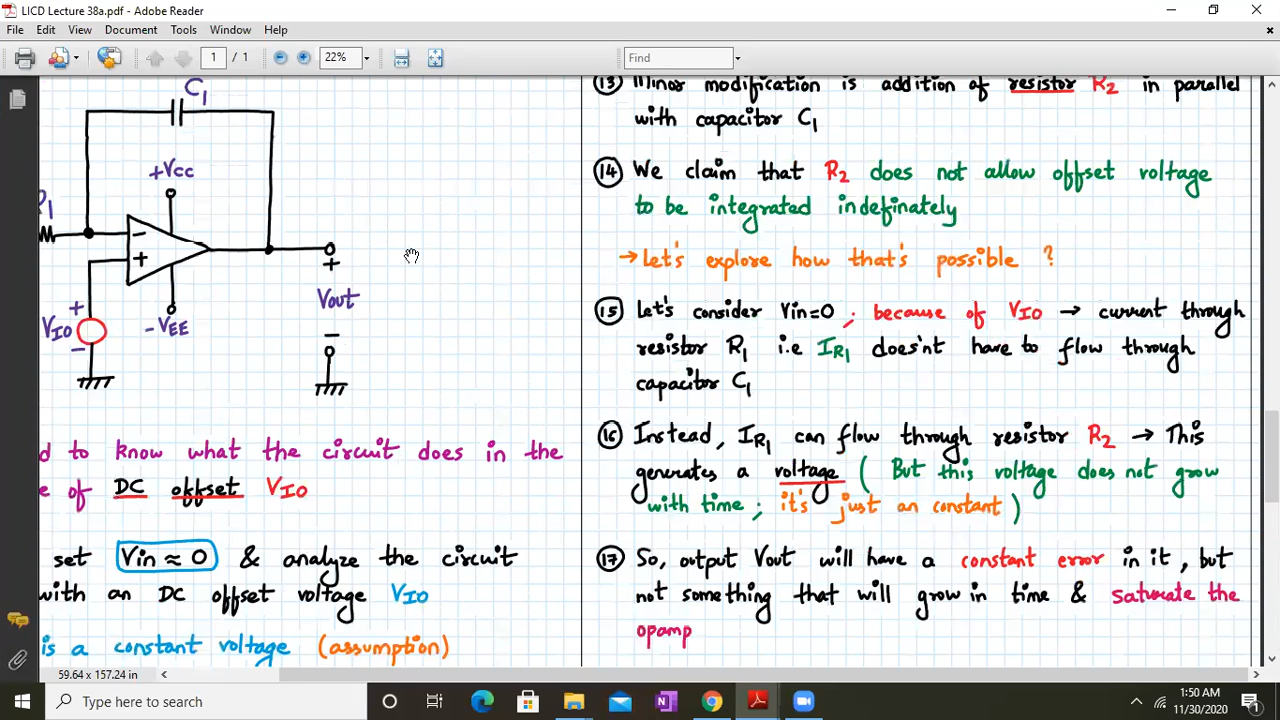 LICD Lecture 38a.pdf - Adobe Reader
File Edit View Document Tools Window Help
1 / 1 22% Find
C1
+Vcc
R1
−
+
+
Vout
−
+
VIO
−
-VEE
d to know what the circuit does in the
e of DC offset VIO
set Vin ≈ 0 & analyze the circuit
with an DC offset voltage VIO
is a constant voltage (assumption)
(13) Minor modification is addition of resistor R2 in parallel
with capacitor C1
(14) We claim that R2 does not allow offset voltage
to be integrated indefinately
→ Let's explore how that's possible ?
(15) Let's consider Vin=0 ; because of VIO → current through
resistor R1 i.e IR1 does'nt have to flow through
capacitor C1
(16) Instead, IR1 can flow through resistor R2 → This
generates a voltage ( But this voltage does not grow
with time ; it's just an constant )
(17) So, output Vout will have a constant error in it, but
not something that will grow in time & saturate the
opamp
59.64 x 157.24 in
Type here to search
1:50 AM
11/30/2020
1